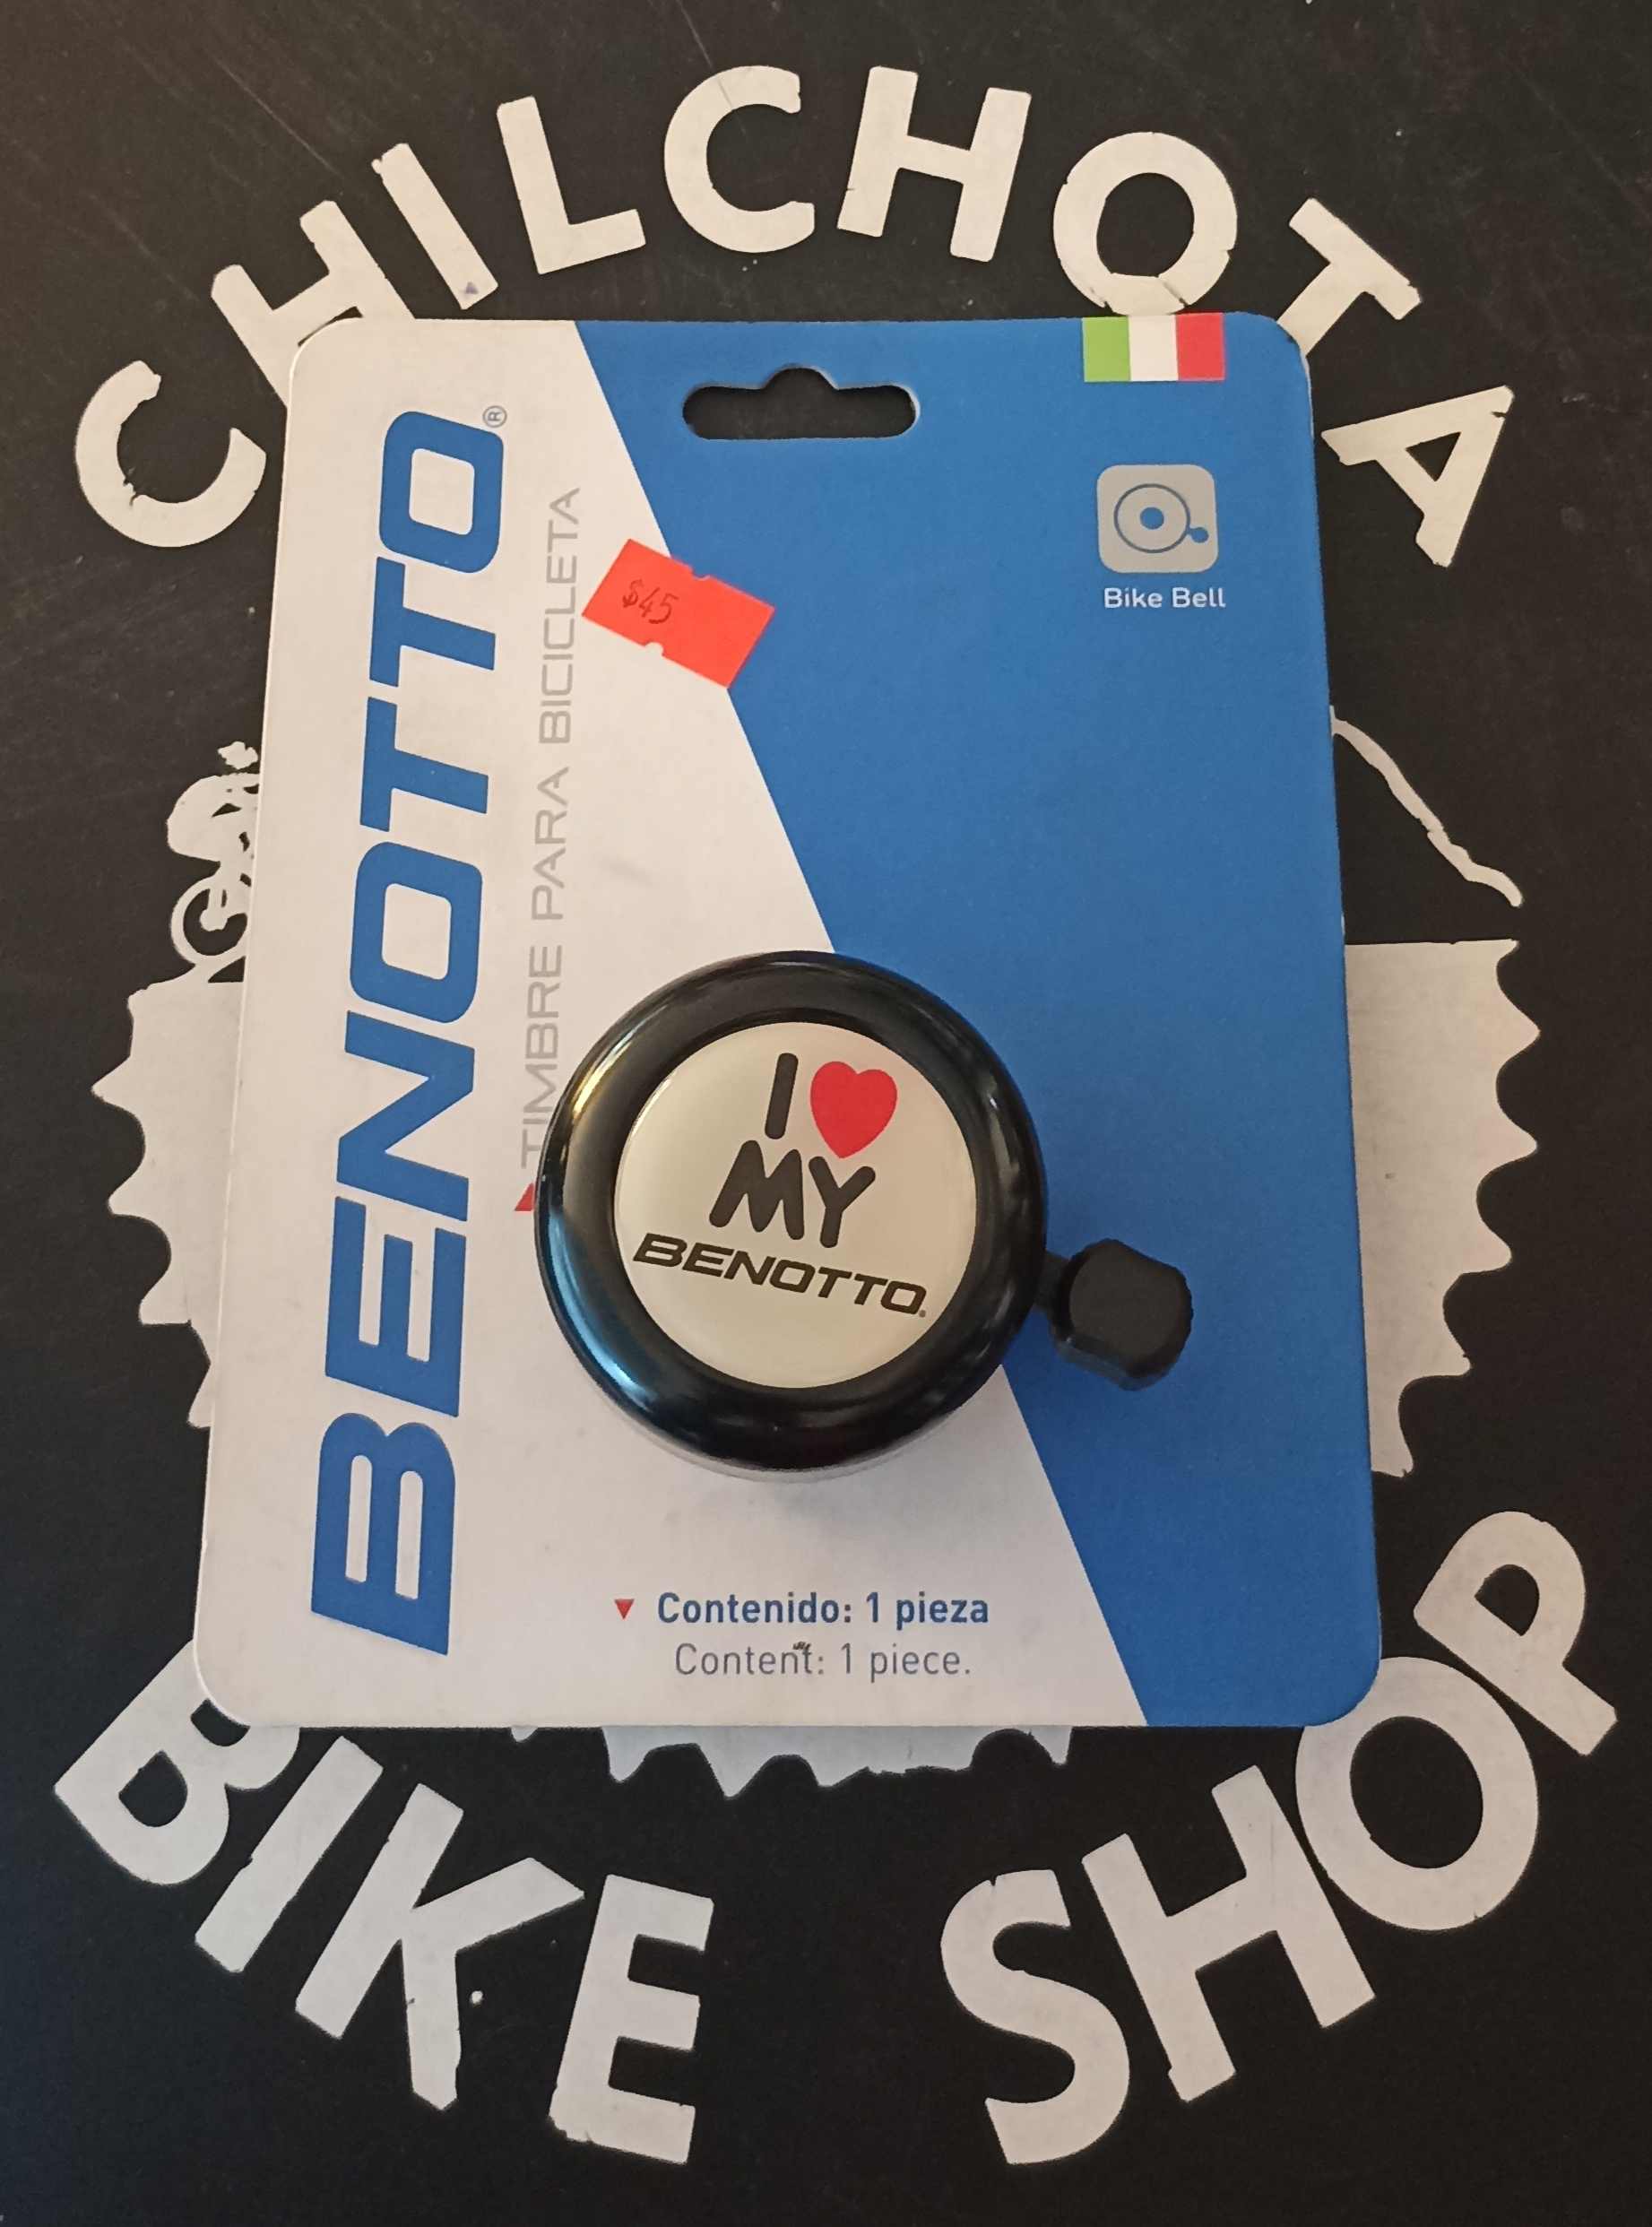 CHILCHOTA
BENOTTO®
TIMBRE PARA BICICLETA
$45
Bike Bell
I ❤ MY
BENOTTO
Contenido: 1 pieza
Content: 1 piece.
BIKE SHOP